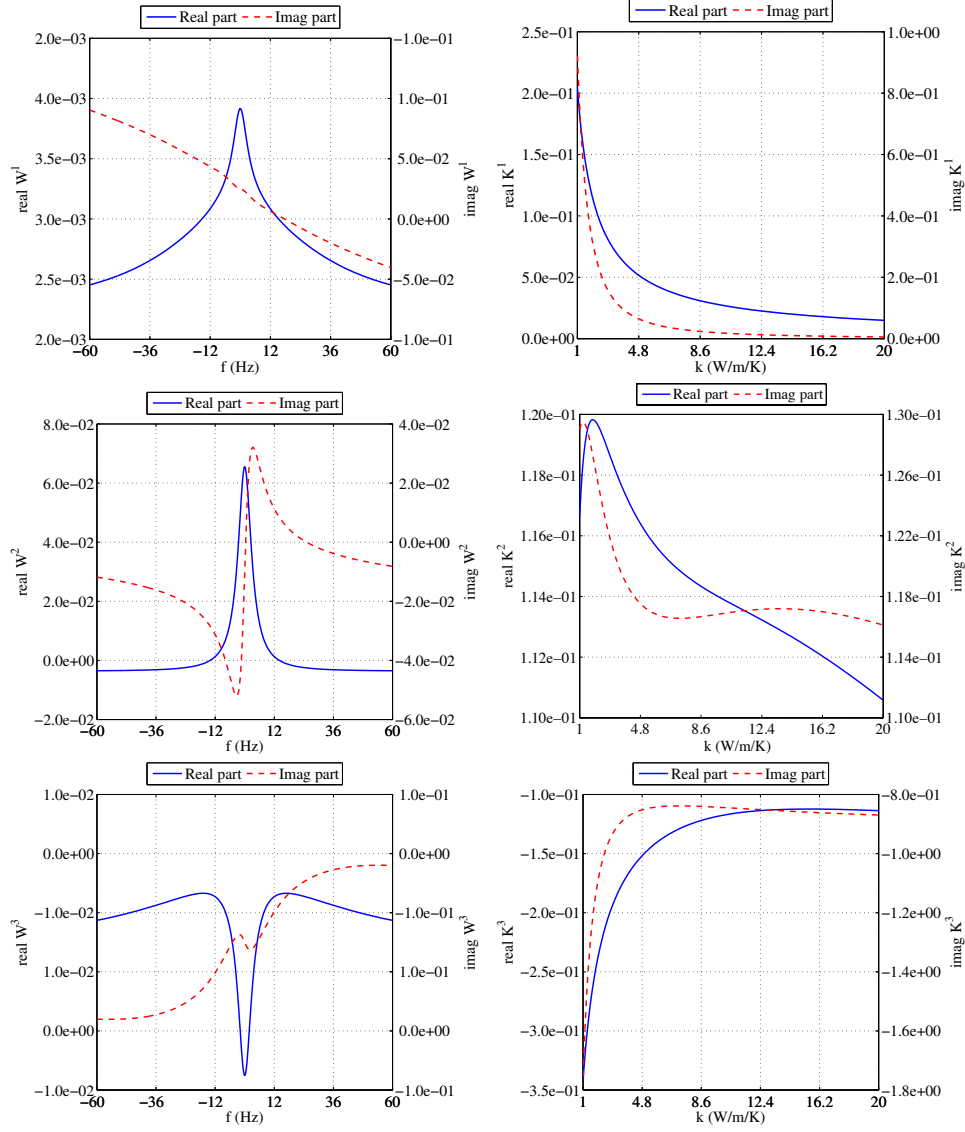 Real part Imag part
2.0e−03
4.0e−03
3.5e−03
3.0e−03
2.5e−03
2.0e−03
real W1
−1.0e−01
1.0e−01
5.0e−02
0.0e+00
−5.0e−02
−1.0e−01
imag W1
−60 −36 −12 12 36 60
f (Hz)
Real part Imag part
2.5e−01
2.0e−01
1.5e−01
1.0e−01
5.0e−02
0.0e+00
real K1
1.0e+00
8.0e−01
6.0e−01
4.0e−01
2.0e−01
0.0e+00
imag K1
1 4.8 8.6 12.4 16.2 20
k (W/m/K)
Real part Imag part
8.0e−02
6.0e−02
4.0e−02
2.0e−02
0.0e+00
−2.0e−02
real W2
4.0e−02
2.0e−02
0.0e+00
−2.0e−02
−4.0e−02
−6.0e−02
imag W2
−60 −36 −12 12 36 60
f (Hz)
Real part Imag part
1.20e−01
1.18e−01
1.16e−01
1.14e−01
1.12e−01
1.10e−01
real K2
1.30e−01
1.26e−01
1.22e−01
1.18e−01
1.14e−01
1.10e−01
imag K2
1 4.8 8.6 12.4 16.2 20
k (W/m/K)
Real part Imag part
1.0e−02
0.0e+00
−1.0e−02
1.0e−02
0.0e+00
−1.0e−02
real W3
1.0e−01
0.0e+00
−1.0e−01
1.0e−01
0.0e+00
−1.0e−01
imag W3
−60 −36 −12 12 36 60
f (Hz)
Real part Imag part
−1.0e−01
−1.5e−01
−2.0e−01
−2.5e−01
−3.0e−01
−3.5e−01
real K3
−8.0e−01
−1.0e+00
−1.2e+00
−1.4e+00
−1.6e+00
−1.8e+00
imag K3
1 4.8 8.6 12.4 16.2 20
k (W/m/K)